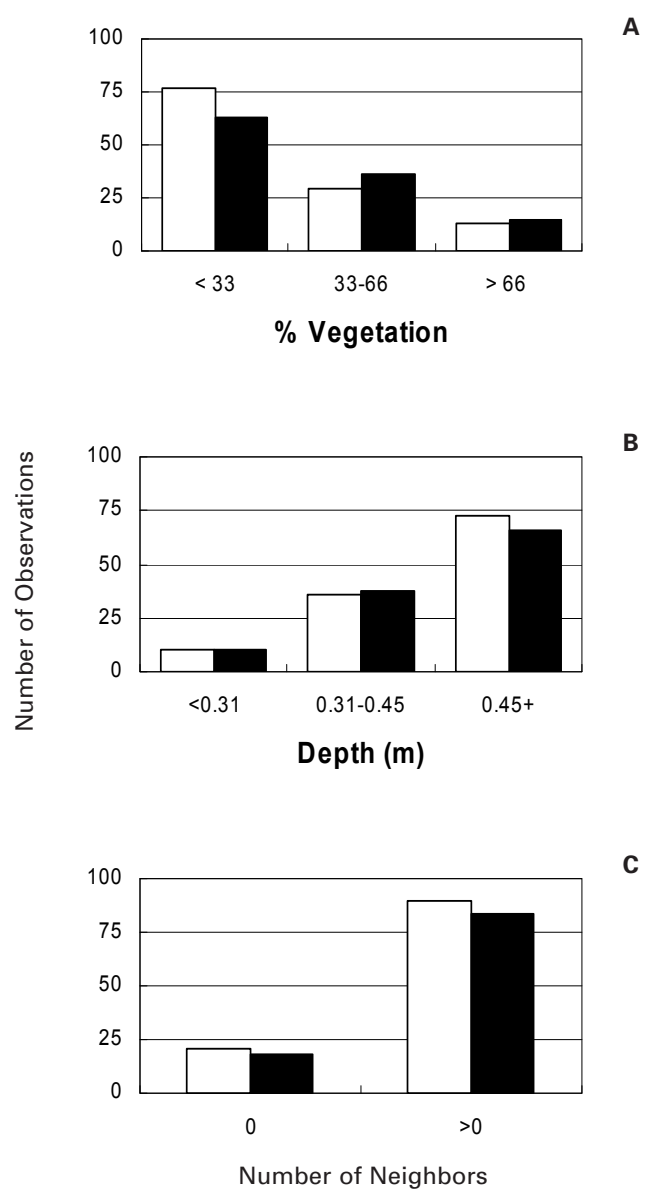 A
100
75
50
25
0
< 33 33-66 > 66
% Vegetation
Number of Observations
B
100
75
50
25
0
<0.31 0.31-0.45 0.45+
Depth (m)
C
100
75
50
25
0
0 >0
Number of Neighbors